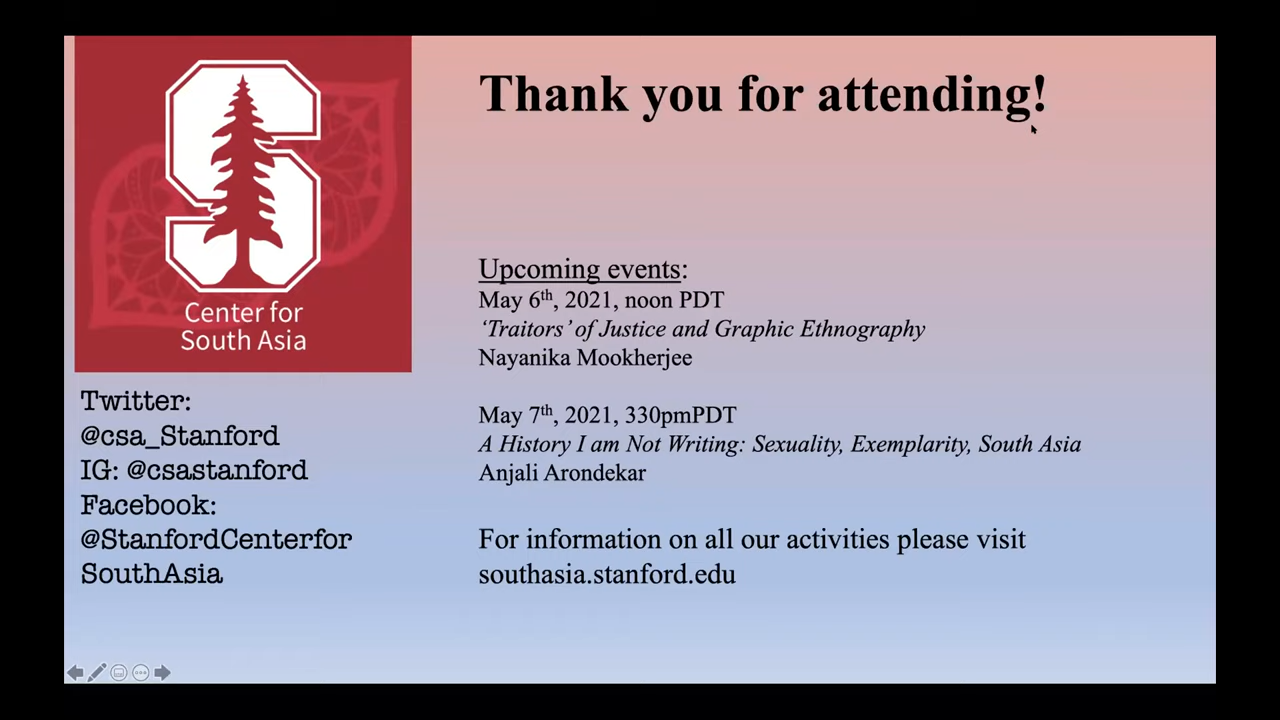 Center for
South Asia
Twitter:
@csa_Stanford
IG: @csastanford
Facebook:
@StanfordCenterfor
SouthAsia
Thank you for attending!
Upcoming events:
May 6th, 2021, noon PDT
‘Traitors’ of Justice and Graphic Ethnography
Nayanika Mookherjee
May 7th, 2021, 330pmPDT
A History I am Not Writing: Sexuality, Exemplarity, South Asia
Anjali Arondekar
For information on all our activities please visit
southasia.stanford.edu